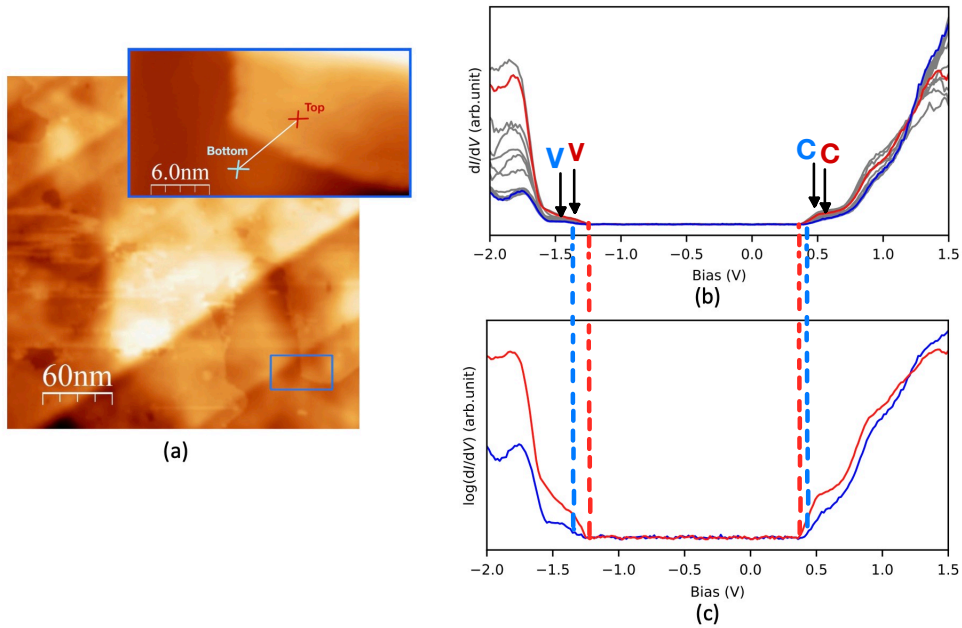 Top
Bottom
6.0nm
60nm
(a)
dI/dV (arb.unit)
V V C C
−2.0 −1.5 −1.0 −0.5 0.0 0.5 1.0 1.5
Bias (V)
(b)
log(dI/dV) (arb.unit)
−2.0 −1.5 −1.0 −0.5 0.0 0.5 1.0 1.5
Bias (V)
(c)